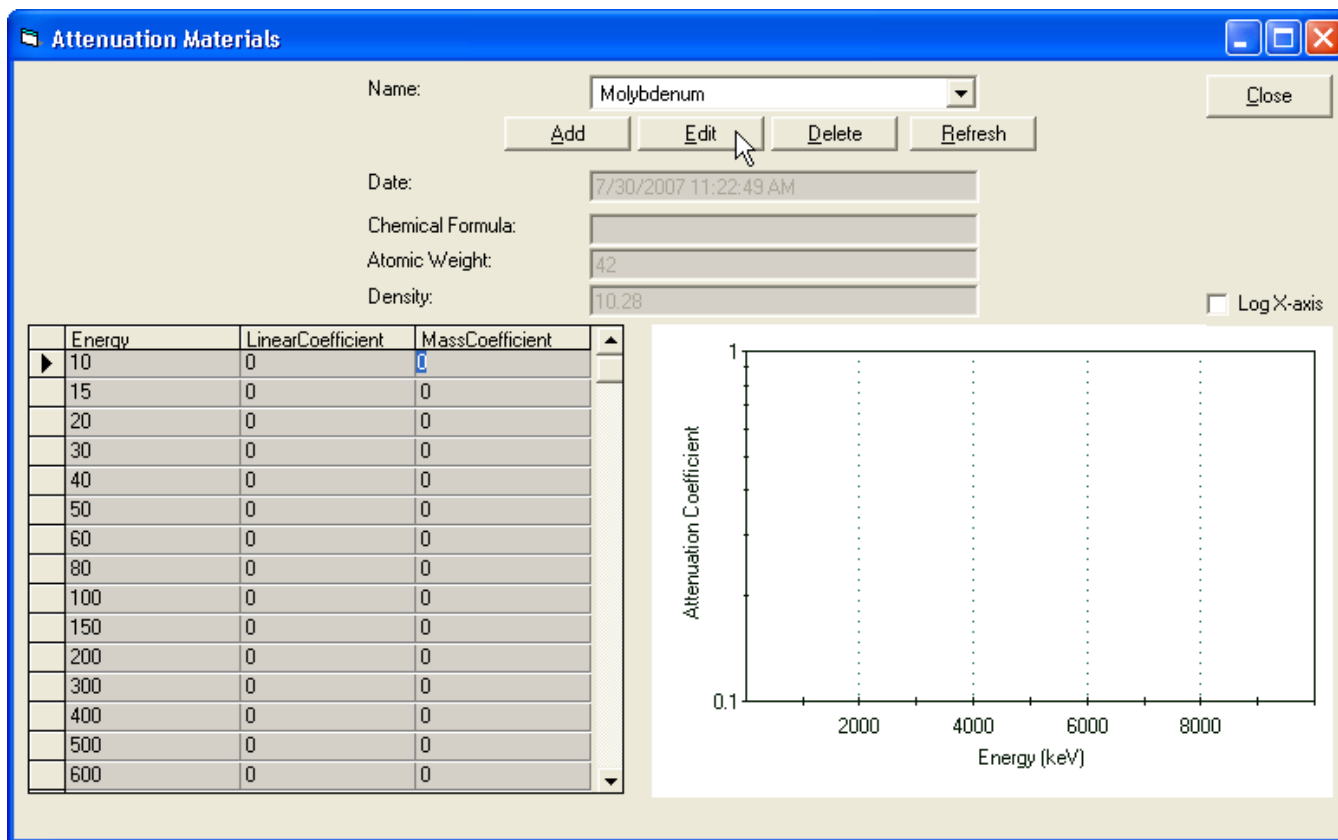 Attenuation Materials
Name: Molybdenum Close
Add Edit Delete Refresh
Date: 7/30/2007 11:22:49 AM
Chemical Formula:
Atomic Weight: 42
Density: 10.28 Log X-axis
Energy LinearCoefficient MassCoefficient
10 0 0
15 0 0
20 0 0
30 0 0
40 0 0
50 0 0
60 0 0
80 0 0
100 0 0
150 0 0
200 0 0
300 0 0
400 0 0
500 0 0
600 0 0
1
Attenuation Coefficient
0.1
2000 4000 6000 8000
Energy (keV)